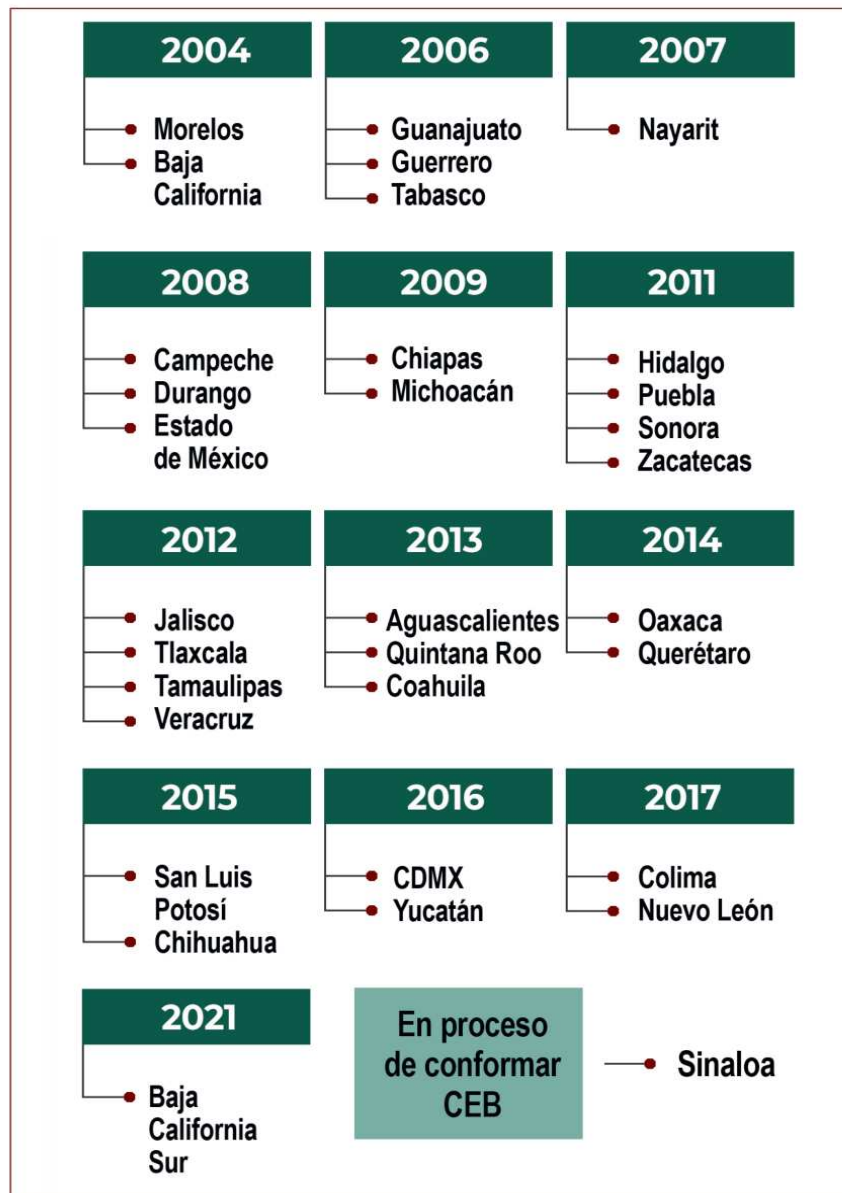 2004
Morelos
Baja
California
2006
Guanajuato
Guerrero
Tabasco
2007
Nayarit
2008
Campeche
Durango
Estado
de México
2009
Chiapas
Michoacán
2011
Hidalgo
Puebla
Sonora
Zacatecas
2012
Jalisco
Tlaxcala
Tamaulipas
Veracruz
2013
Aguascalientes
Quintana Roo
Coahuila
2014
Oaxaca
Querétaro
2015
San Luis
Potosí
Chihuahua
2016
CDMX
Yucatán
2017
Colima
Nuevo León
2021
Baja
California
Sur
En proceso
de conformar
CEB
Sinaloa